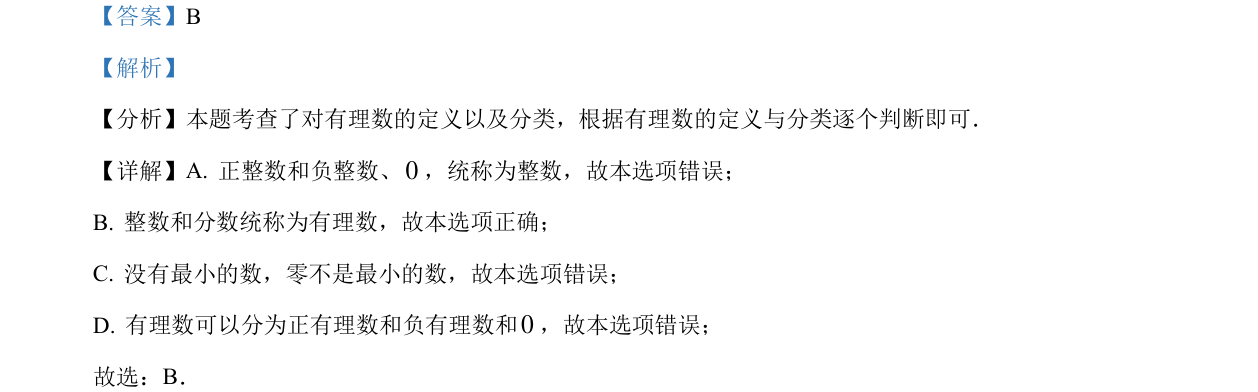 【答案】B
【解析】
【分析】本题考查了对有理数的定义以及分类，根据有理数的定义与分类逐个判断即可．
【详解】A. 正整数和负整数、0，统称为整数，故本选项错误；
B. 整数和分数统称为有理数，故本选项正确；
C. 没有最小的数，零不是最小的数，故本选项错误；
D. 有理数可以分为正有理数和负有理数和0，故本选项错误；
故选：B．